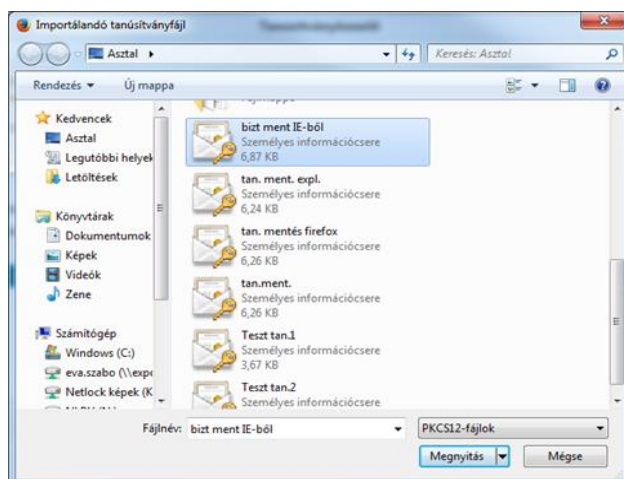 Importálandó tanúsítványfájl
Asztal
Keresés: Asztal
Rendezés
Új mappa
Kedvencek
Asztal
Legutóbbi helyek
Letöltések
Könyvtárak
Dokumentumok
Képek
Videók
Zene
Számítógép
Windows (C:)
eva.szabo (\\expe
Netlock képek (K
bizt ment IE-ből
Személyes információcsere
6,87 KB
tan. ment. expl.
Személyes információcsere
6,24 KB
tan. mentés firefox
Személyes információcsere
6,26 KB
tan.ment.
Személyes információcsere
6,26 KB
Teszt tan.1
Személyes információcsere
3,67 KB
Teszt tan.2
Személyes információcsere
Fájlnév: bizt ment IE-ből
PKCS12-fájlok
Megnyitás
Mégse